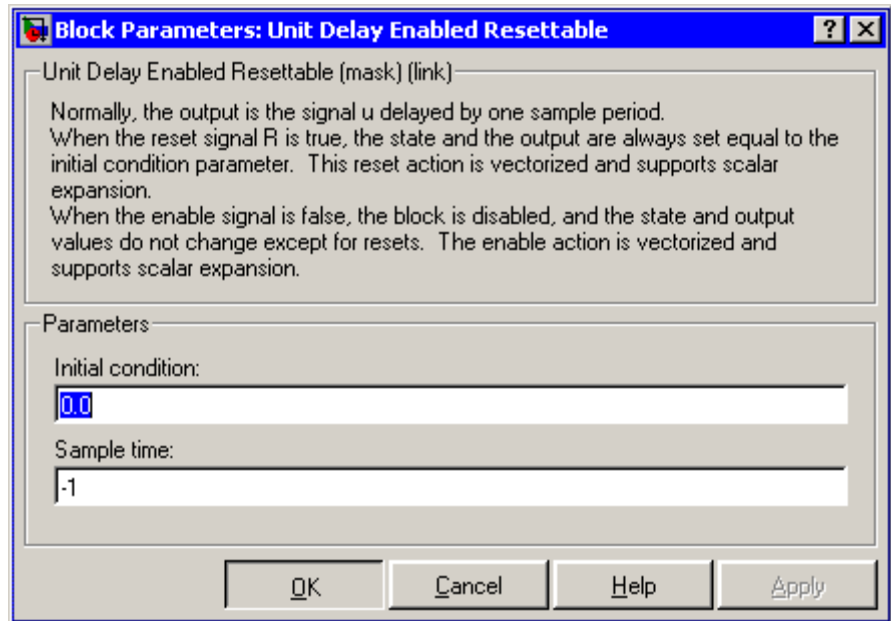 Block Parameters: Unit Delay Enabled Resettable
Unit Delay Enabled Resettable (mask) (link)
Normally, the output is the signal u delayed by one sample period.
When the reset signal R is true, the state and the output are always set equal to the
initial condition parameter.  This reset action is vectorized and supports scalar
expansion.
When the enable signal is false, the block is disabled, and the state and output
values do not change except for resets.  The enable action is vectorized and
supports scalar expansion.
Parameters
Initial condition:
0.0
Sample time:
-1
OK Cancel Help Apply